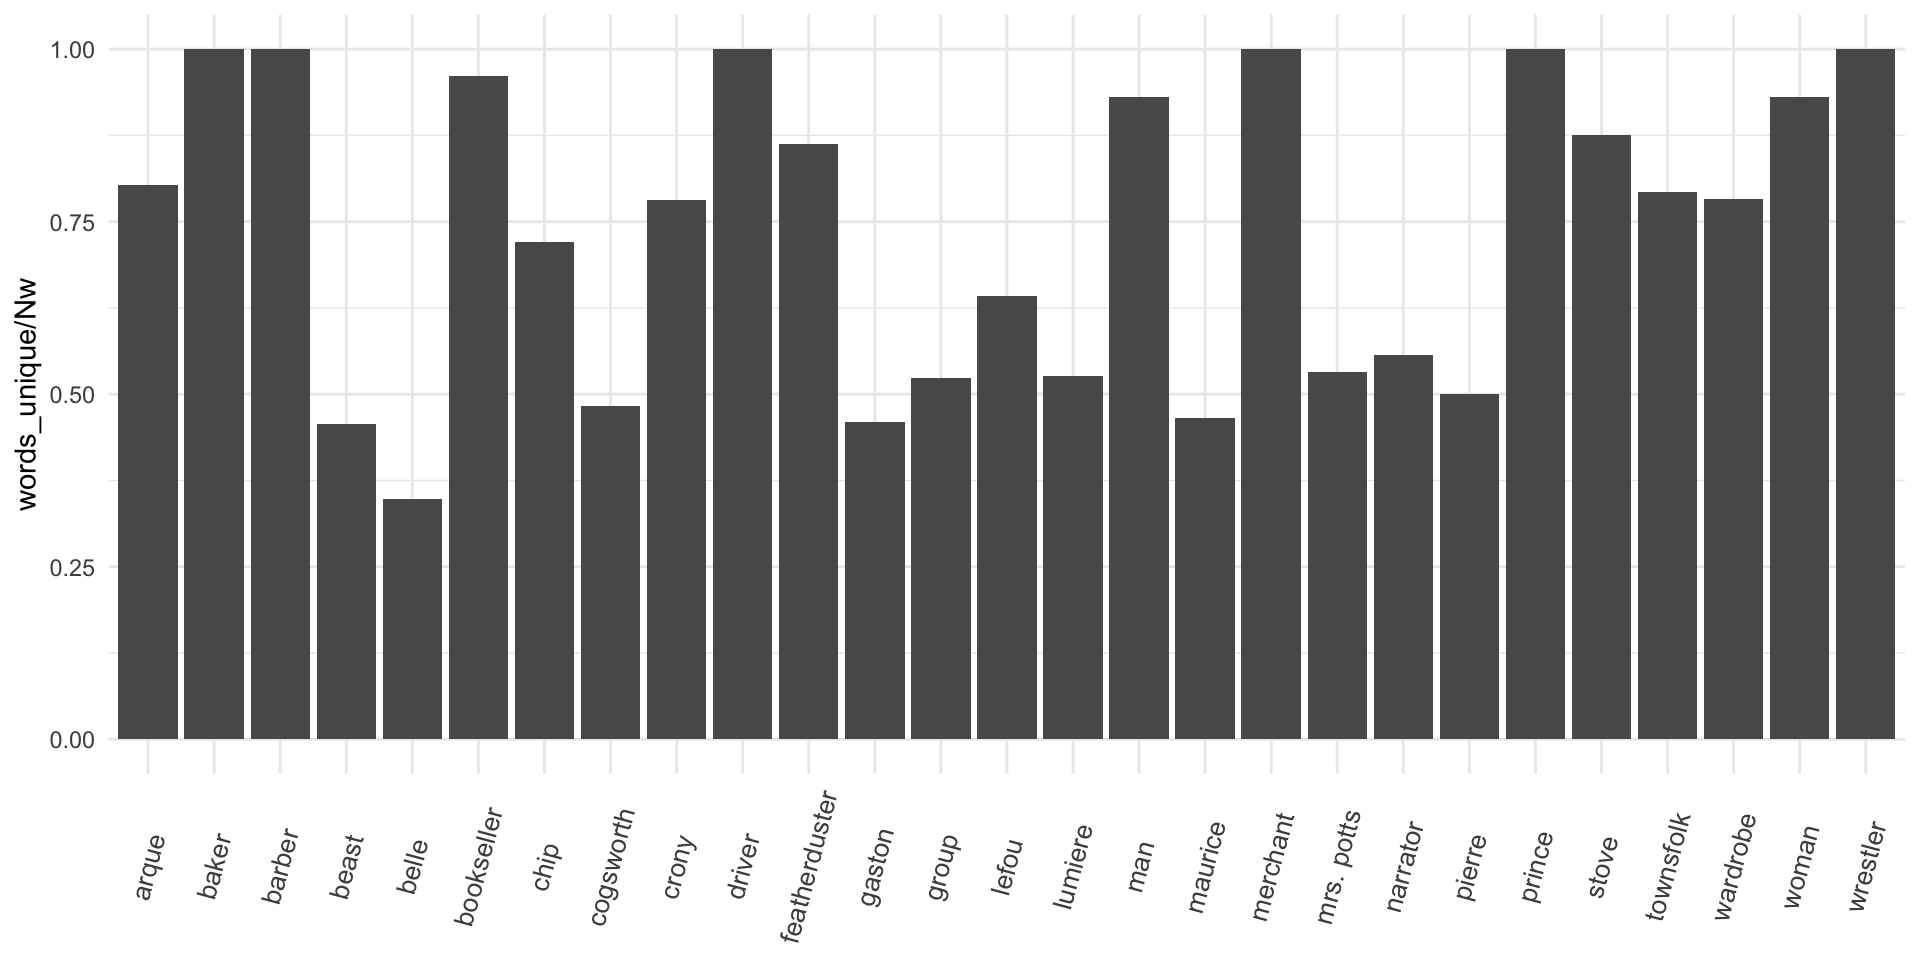 words_unique/Nw
1.00
0.75
0.50
0.25
0.00
arque
baker
barber
beast
belle
bookseller
chip
cogsworth
crony
driver
featherduster
gaston
group
lefou
lumiere
man
maurice
merchant
mrs. potts
narrator
pierre
prince
stove
townsfolk
wardrobe
woman
wrestler